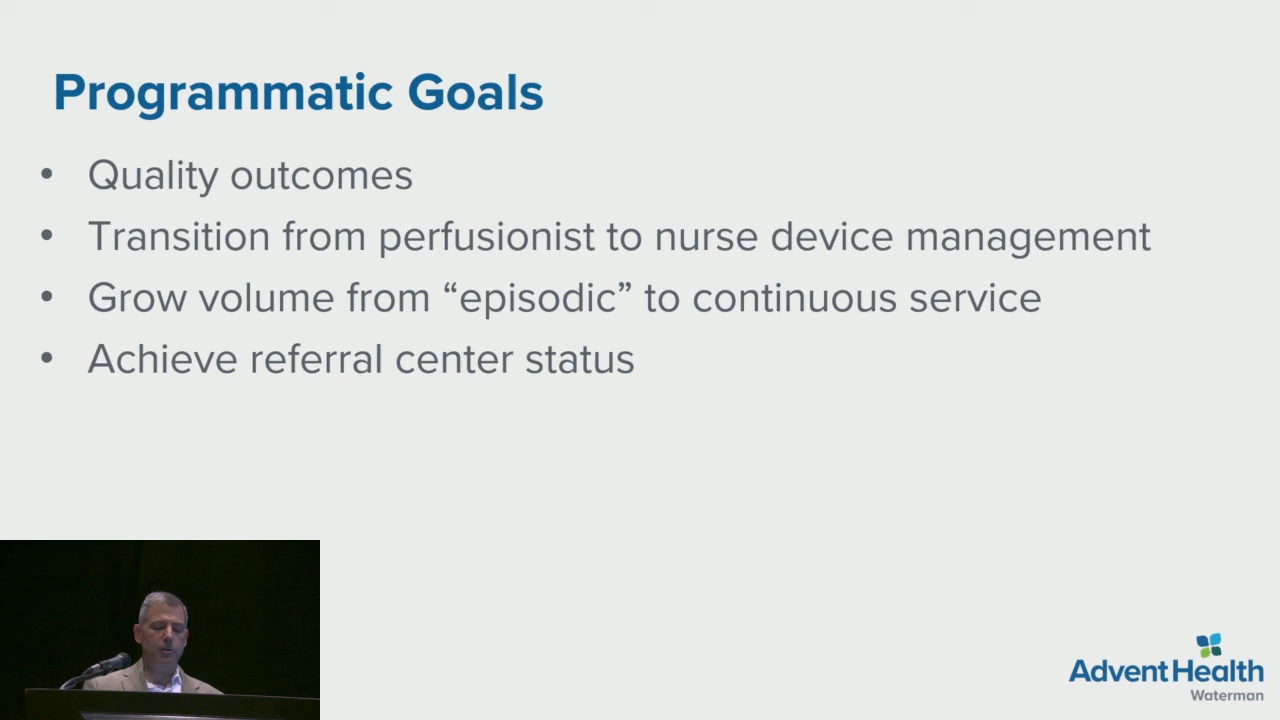 Programmatic Goals
• Quality outcomes
• Transition from perfusionist to nurse device management
• Grow volume from “episodic” to continuous service
• Achieve referral center status
AdventHealth
Waterman